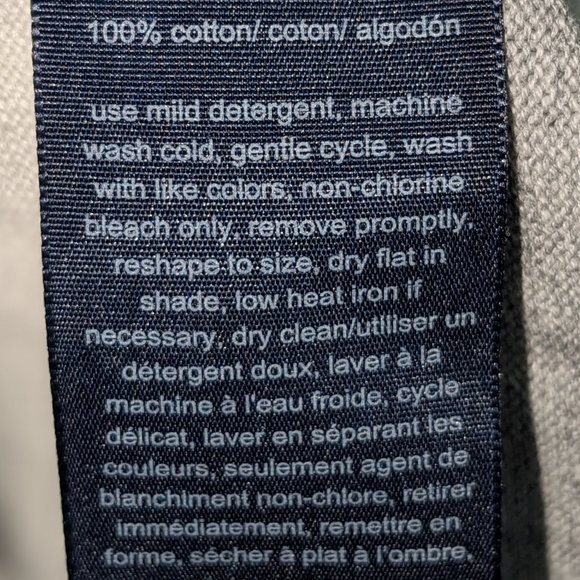 100% cotton/ coton/ algodón
use mild detergent, machine
wash cold, gentle cycle, wash
with like colors, non-chlorine
bleach only, remove promptly,
reshape to size, dry flat in
shade, low heat iron if
necessary, dry clean/utiliser un
détergent doux, laver à la
machine à l'eau froide, cycle
délicat, laver en séparant les
couleurs, seulement agent de
blanchiment non-chlore, retirer
immédiatement, remettre en
forme, sécher à plat à l'ombre,